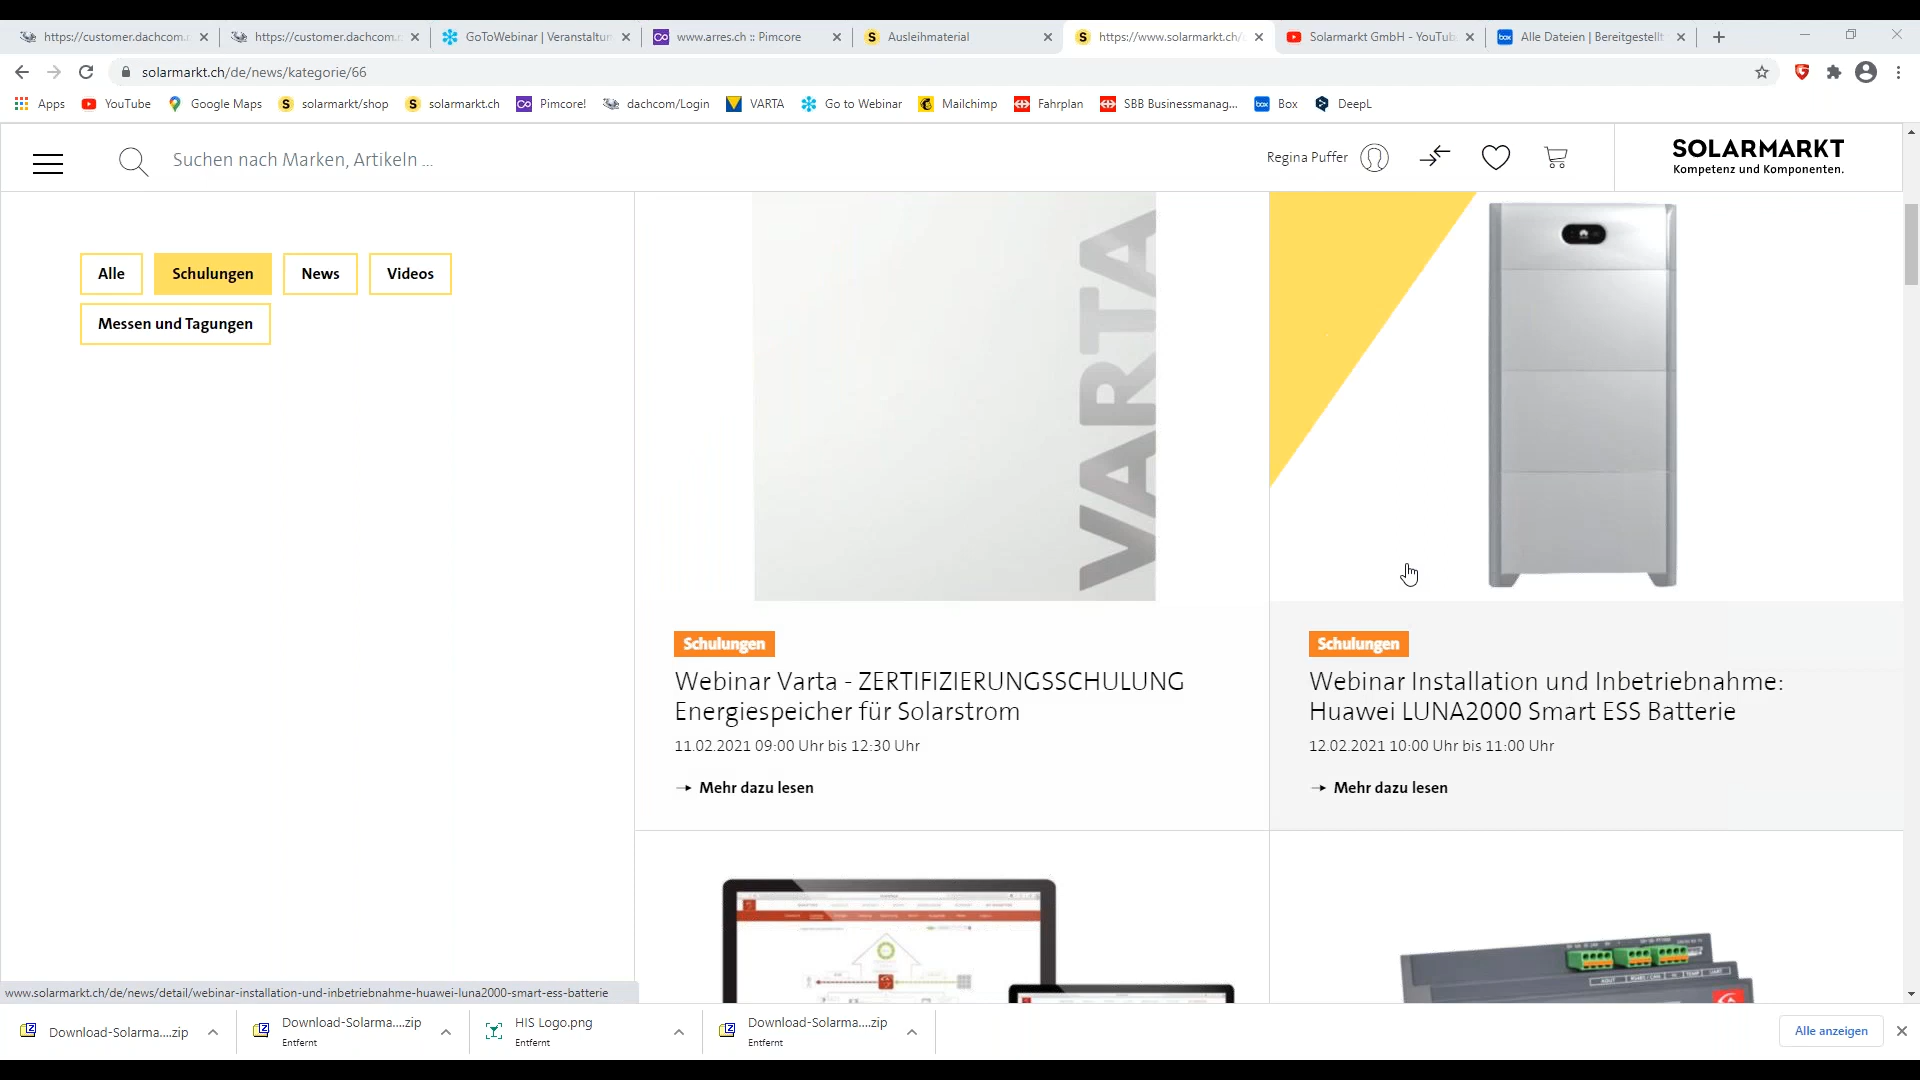 https://customer.dachcom.
https://customer.dachcom.
GoToWebinar | Veranstaltun
www.arres.ch :: Pimcore
Ausleihmaterial
https://www.solarmarkt.ch/
Solarmarkt GmbH - YouTub
Alle Dateien | Bereitgestellt
solarmarkt.ch/de/news/kategorie/66
Apps
YouTube
Google Maps
solarmarkt/shop
solarmarkt.ch
Pimcore!
dachcom/Login
VARTA
Go to Webinar
Mailchimp
Fahrplan
SBB Businessmanag...
box
Box
DeepL
Suchen nach Marken, Artikeln ...
Regina Puffer
SOLARMARKT
Kompetenz und Komponenten.
Alle
Schulungen
News
Videos
Messen und Tagungen
VARTA
Schulungen
Webinar Varta - ZERTIFIZIERUNGSSCHULUNG
Energiespeicher für Solarstrom
11.02.2021 09:00 Uhr bis 12:30 Uhr
Mehr dazu lesen
Schulungen
Webinar Installation und Inbetriebnahme:
Huawei LUNA2000 Smart ESS Batterie
12.02.2021 10:00 Uhr bis 11:00 Uhr
Mehr dazu lesen
www.solarmarkt.ch/de/news/detail/webinar-installation-und-inbetriebnahme-huawei-luna2000-smart-ess-batterie
Download-Solarma....zip
Download-Solarma....zip
Entfernt
HIS Logo.png
Entfernt
Download-Solarma....zip
Entfernt
Alle anzeigen